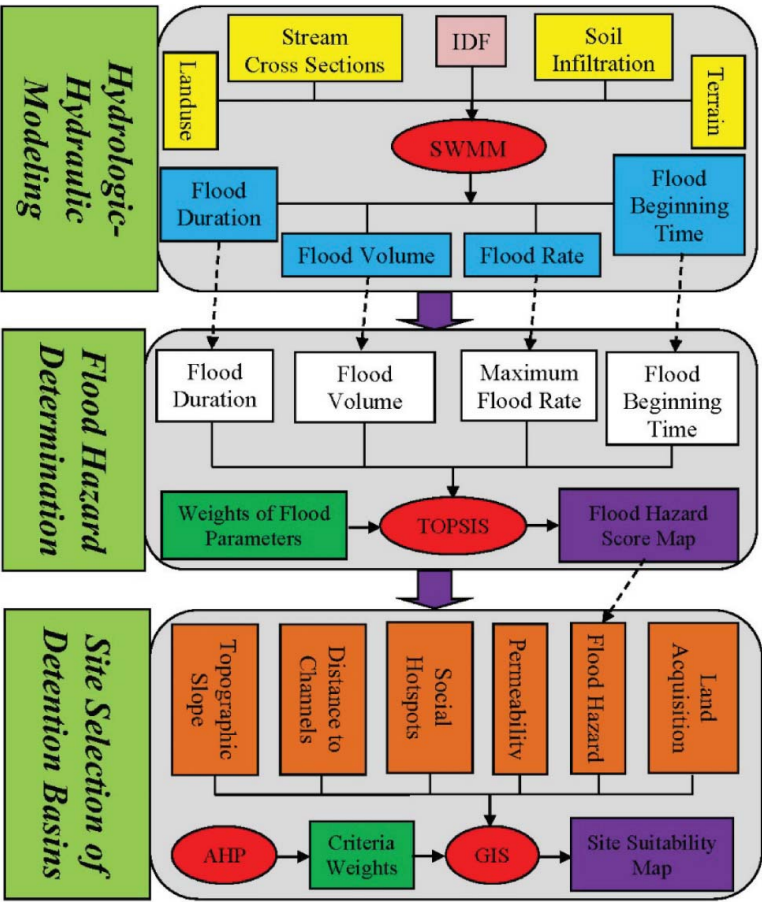 Hydrologic-
Hydraulic
Modeling
Landuse
Stream
Cross Sections
IDF
Soil
Infiltration
Terrain
SWMM
Flood
Duration
Flood Volume
Flood Rate
Flood
Beginning
Time
Flood Hazard
Determination
Flood
Duration
Flood
Volume
Maximum
Flood Rate
Flood
Beginning
Time
Weights of Flood
Parameters
TOPSIS
Flood Hazard
Score Map
Site Selection of
Detention Basins
Topographic
Slope
Distance to
Channels
Social
Hotspots
Permeability
Flood Hazard
Land
Acquisition
AHP
Criteria
Weights
GIS
Site Suitability
Map